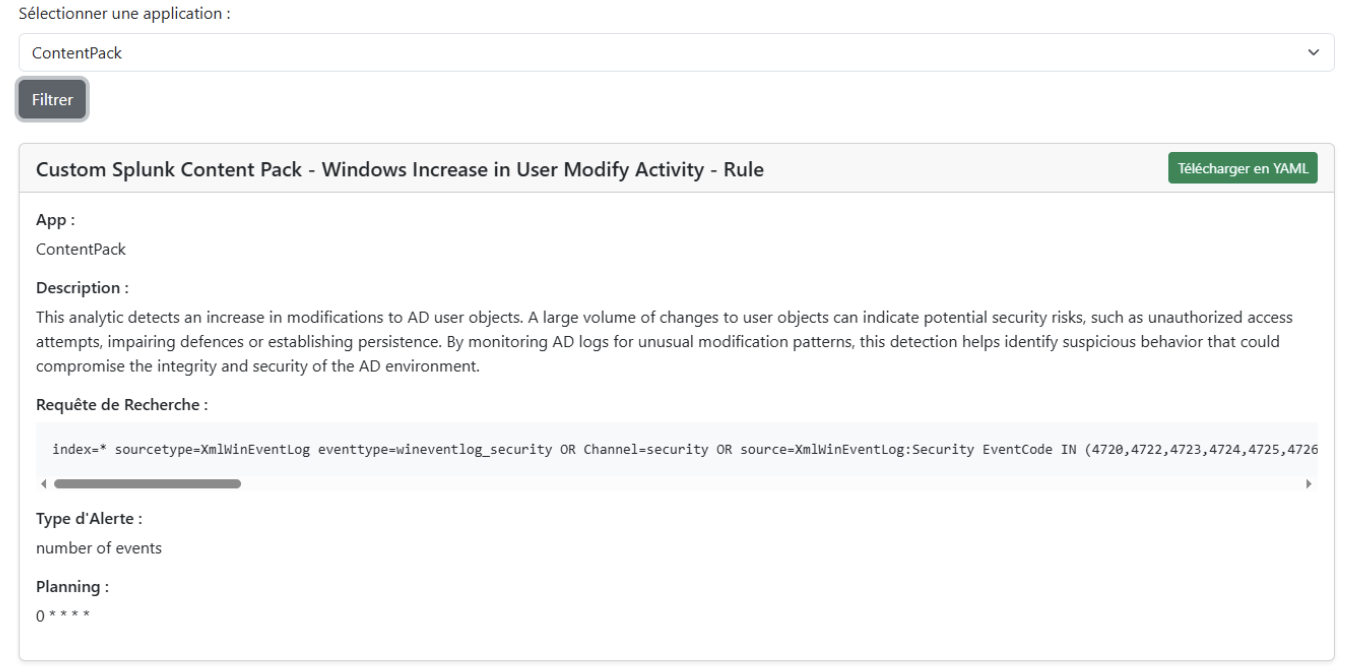 Sélectionner une application :
ContentPack
Filtrer
Custom Splunk Content Pack - Windows Increase in User Modify Activity - Rule
Télécharger en YAML
App :
ContentPack
Description :
This analytic detects an increase in modifications to AD user objects. A large volume of changes to user objects can indicate potential security risks, such as unauthorized access
attempts, impairing defences or establishing persistence. By monitoring AD logs for unusual modification patterns, this detection helps identify suspicious behavior that could
compromise the integrity and security of the AD environment.
Requête de Recherche :
index=* sourcetype=XmlWinEventLog eventtype=wineventlog_security OR Channel=security OR source=XmlWinEventLog:Security EventCode IN (4720,4722,4723,4724,4725,4726
Type d'Alerte :
number of events
Planning :
0 * * * *